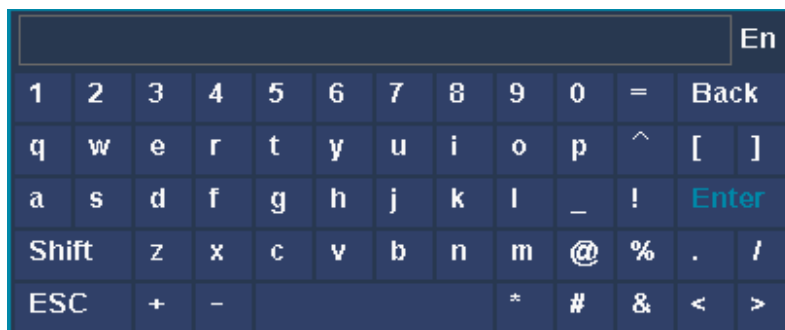 En
1 2 3 4 5 6 7 8 9 0 = Back
q w e r t y u i o p ^ [ ]
a s d f g h j k l _ ! Enter
Shift z x c v b n m @ % . /
ESC + - * # & < >